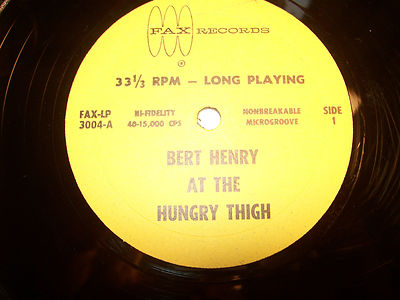 FAX RECORDS
®
33⅓ RPM — LONG PLAYING
FAX-LP HI-FIDELITY NONBREAKABLE SIDE
3004-A 40-15,000 CPS MICROGROOVE 1
BERT HENRY
AT THE
HUNGRY THIGH